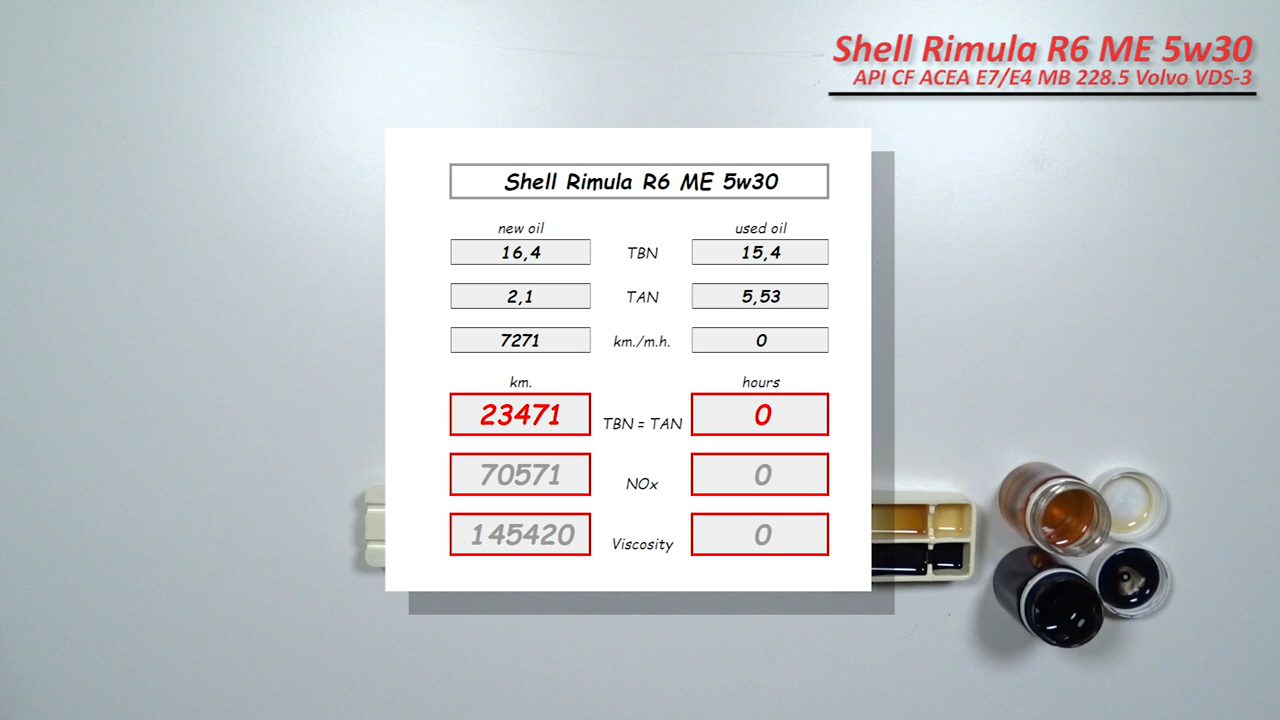 Shell Rimula R6 ME 5w30
API CF ACEA E7/E4 MB 228.5 Volvo VDS-3
Shell Rimula R6 ME 5w30
new oil used oil
16,4 TBN 15,4
2,1 TAN 5,53
7271 km./m.h. 0
km. hours
23471 TBN = TAN 0
70571 NOx 0
145420 Viscosity 0